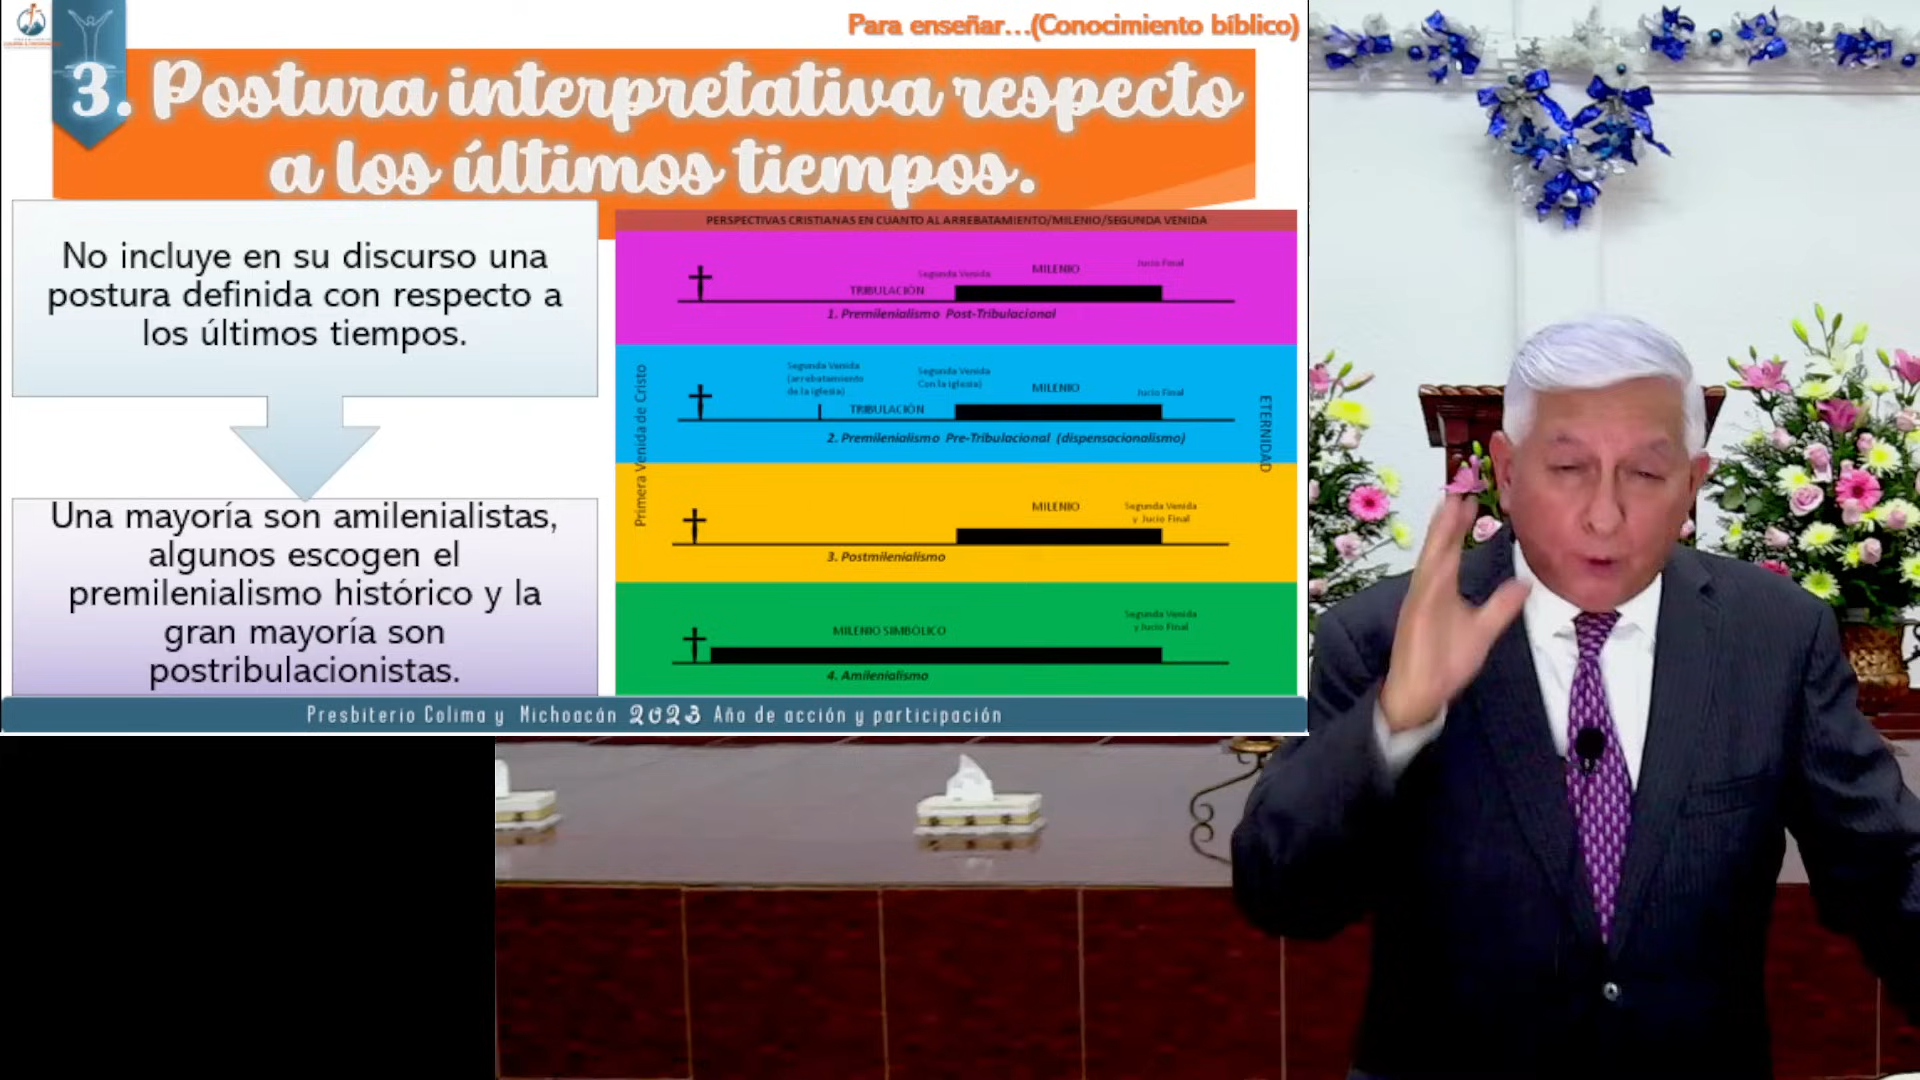 Para enseñar...(Conocimiento bíblico)
3. Postura interpretativa respecto
a los últimos tiempos.
No incluye en su discurso una
postura definida con respecto a
los últimos tiempos.
Una mayoría son amilenialistas,
algunos escogen el
premilenialismo histórico y la
gran mayoría son
postribulacionistas.
PERSPECTIVAS CRISTIANAS EN CUANTO AL ARREBATAMIENTO/MILENIO/SEGUNDA VENIDA
Primera Venida de Cristo
TRIBULACIÓN
Segunda Venida
MILENIO
Juicio Final
1. Premilenialismo Post-Tribulacional
Segunda Venida
(arrebatamiento
de la iglesia)
TRIBULACIÓN
Segunda Venida
Con la iglesia)
MILENIO
Juicio Final
2. Premilenialismo Pre-Tribulacional (dispensacionalismo)
MILENIO
Segunda Venida
y Juicio Final
3. Postmilenialismo
MILENIO SIMBOLICO
Segunda Venida
y Juicio Final
4. Amilenialismo
ETERNIDAD
Presbiterio Colima y Michoacán 2023 Año de acción y participación